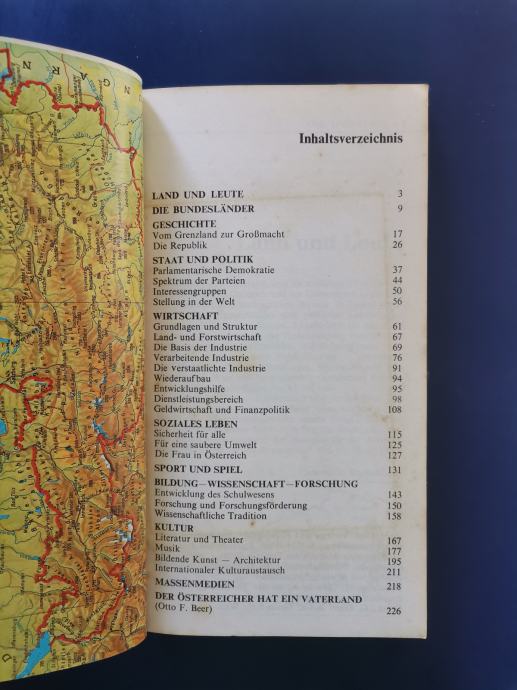 Inhaltsverzeichnis
LAND UND LEUTE 3
DIE BUNDESLÄNDER 9
GESCHICHTE
Vom Grenzland zur Großmacht 17
Die Republik 26
STAAT UND POLITIK
Parlamentarische Demokratie 37
Spektrum der Parteien 44
Interessengruppen 50
Stellung in der Welt 56
WIRTSCHAFT
Grundlagen und Struktur 61
Land- und Forstwirtschaft 67
Die Basis der Industrie 69
Verarbeitende Industrie 76
Die verstaatlichte Industrie 91
Wiederaufbau 94
Entwicklungshilfe 95
Dienstleistungsbereich 98
Geldwirtschaft und Finanzpolitik 108
SOZIALES LEBEN
Sicherheit für alle 115
Für eine saubere Umwelt 125
Die Frau in Österreich 127
SPORT UND SPIEL 131
BILDUNG—WISSENSCHAFT—FORSCHUNG
Entwicklung des Schulwesens 143
Forschung und Forschungsförderung 150
Wissenschaftliche Tradition 158
KULTUR
Literatur und Theater 167
Musik 177
Bildende Kunst — Architektur 195
Internationaler Kulturaustausch 211
MASSENMEDIEN 218
DER ÖSTERREICHER HAT EIN VATERLAND
(Otto F. Beer) 226